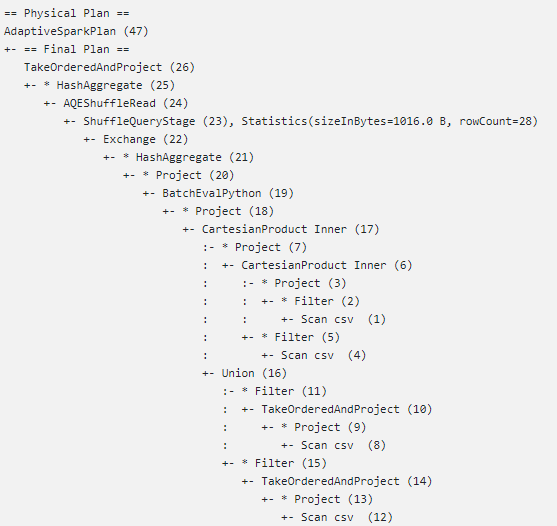 == Physical Plan ==
AdaptiveSparkPlan (47)
+- == Final Plan ==
   TakeOrderedAndProject (26)
   +- * HashAggregate (25)
      +- AQEShuffleRead (24)
         +- ShuffleQueryStage (23), Statistics(sizeInBytes=1016.0 B, rowCount=28)
            +- Exchange (22)
               +- * HashAggregate (21)
                  +- * Project (20)
                     +- BatchEvalPython (19)
                        +- * Project (18)
                           +- CartesianProduct Inner (17)
                              :- * Project (7)
                              :  +- CartesianProduct Inner (6)
                              :     :- * Project (3)
                              :     :  +- * Filter (2)
                              :     :     +- Scan csv  (1)
                              :     +- * Filter (5)
                              :        +- Scan csv  (4)
                              +- Union (16)
                                 :- * Filter (11)
                                 :  +- TakeOrderedAndProject (10)
                                 :     +- * Project (9)
                                 :        +- Scan csv  (8)
                                 +- * Filter (15)
                                    +- TakeOrderedAndProject (14)
                                       +- * Project (13)
                                          +- Scan csv  (12)